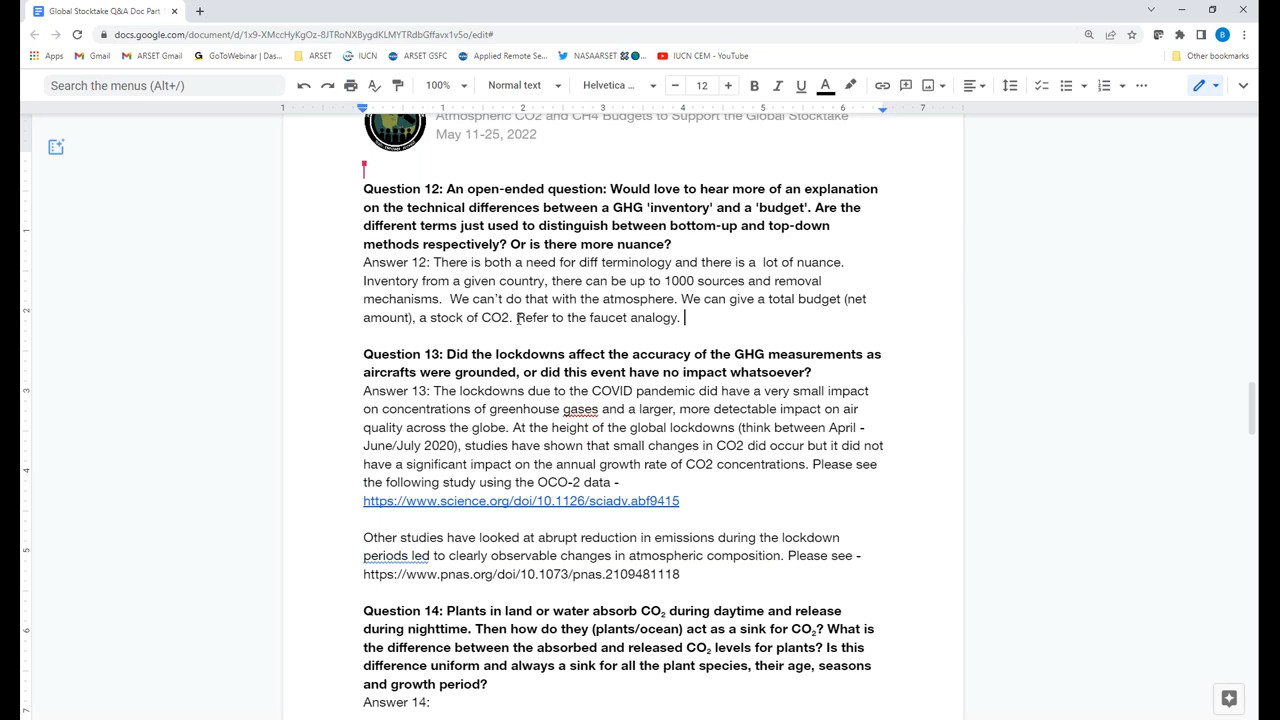 Global Stocktake Q&A Doc Part
docs.google.com/document/d/1x9-XMccHyKgOz-8JTRoNXBygdKLMYTRdbGffavx1v5o/edit#
B
Apps Gmail ARSET Gmail GoToWebinar | Das... ARSET IUCN ARSET GSFC Applied Remote Se... NASAARSET IUCN CEM - YouTube Other bookmarks
Search the menus (Alt+/) 100% Normal text Helvetica ... 12 B I U A
1 1 2 3 4 5 6 7
Atmospheric CO2 and CH4 Budgets to Support the Global Stocktake
May 11-25, 2022
Question 12: An open-ended question: Would love to hear more of an explanation
on the technical differences between a GHG 'inventory' and a 'budget'. Are the
different terms just used to distinguish between bottom-up and top-down
methods respectively? Or is there more nuance?
Answer 12: There is both a need for diff terminology and there is a  lot of nuance.
Inventory from a given country, there can be up to 1000 sources and removal
mechanisms.  We can't do that with the atmosphere. We can give a total budget (net
amount), a stock of CO2. Refer to the faucet analogy.
Question 13: Did the lockdowns affect the accuracy of the GHG measurements as
aircrafts were grounded, or did this event have no impact whatsoever?
Answer 13: The lockdowns due to the COVID pandemic did have a very small impact
on concentrations of greenhouse gases and a larger, more detectable impact on air
quality across the globe. At the height of the global lockdowns (think between April -
June/July 2020), studies have shown that small changes in CO2 did occur but it did not
have a significant impact on the annual growth rate of CO2 concentrations. Please see
the following study using the OCO-2 data -
https://www.science.org/doi/10.1126/sciadv.abf9415
Other studies have looked at abrupt reduction in emissions during the lockdown
periods led to clearly observable changes in atmospheric composition. Please see -
https://www.pnas.org/doi/10.1073/pnas.2109481118
Question 14: Plants in land or water absorb CO₂ during daytime and release
during nighttime. Then how do they (plants/ocean) act as a sink for CO₂? What is
the difference between the absorbed and released CO₂ levels for plants? Is this
difference uniform and always a sink for all the plant species, their age, seasons
and growth period?
Answer 14:
1
2
3
4
5
6
7